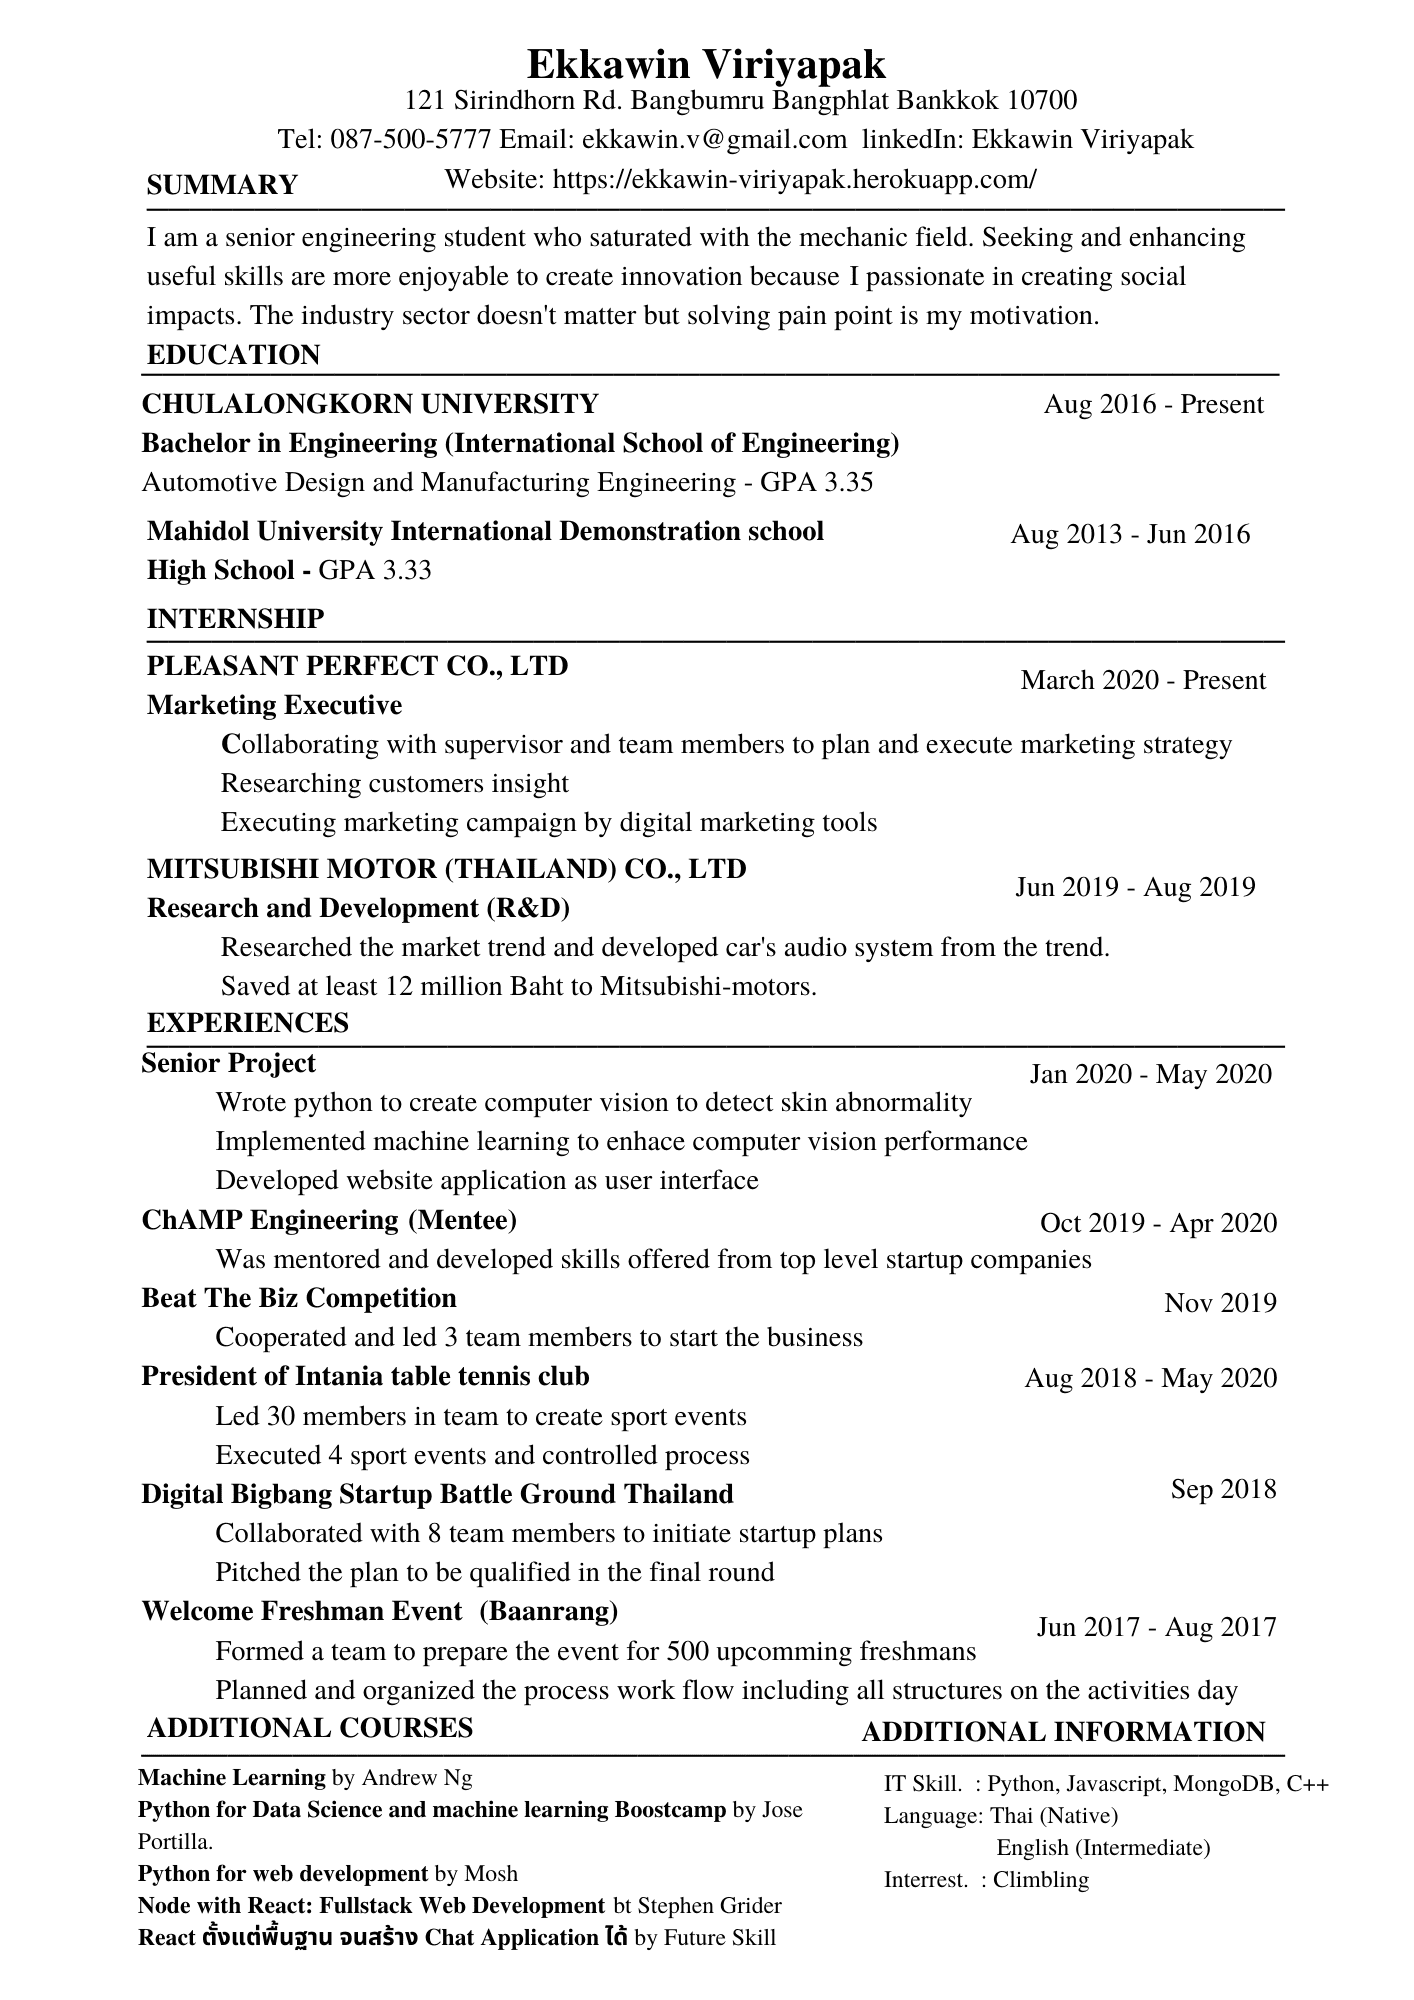 Ekkawin Viriyapak
121 Sirindhorn Rd. Bangbumru Bangphlat Bankkok 10700
Tel: 087-500-5777 Email: ekkawin.v@gmail.com  linkedIn: Ekkawin Viriyapak
Website: https://ekkawin-viriyapak.herokuapp.com/
SUMMARY
I am a senior engineering student who saturated with the mechanic field. Seeking and enhancing
useful skills are more enjoyable to create innovation because I passionate in creating social
impacts. The industry sector doesn't matter but solving pain point is my motivation.
EDUCATION
CHULALONGKORN UNIVERSITY Aug 2016 - Present
Bachelor in Engineering (International School of Engineering)
Automotive Design and Manufacturing Engineering - GPA 3.35
Mahidol University International Demonstration school Aug 2013 - Jun 2016
High School - GPA 3.33
INTERNSHIP
PLEASANT PERFECT CO., LTD March 2020 - Present
Marketing Executive
Collaborating with supervisor and team members to plan and execute marketing strategy
Researching customers insight
Executing marketing campaign by digital marketing tools
MITSUBISHI MOTOR (THAILAND) CO., LTD Jun 2019 - Aug 2019
Research and Development (R&D)
Researched the market trend and developed car's audio system from the trend.
Saved at least 12 million Baht to Mitsubishi-motors.
EXPERIENCES
Senior Project Jan 2020 - May 2020
Wrote python to create computer vision to detect skin abnormality
Implemented machine learning to enhace computer vision performance
Developed website application as user interface
ChAMP Engineering (Mentee) Oct 2019 - Apr 2020
Was mentored and developed skills offered from top level startup companies
Beat The Biz Competition Nov 2019
Cooperated and led 3 team members to start the business
President of Intania table tennis club Aug 2018 - May 2020
Led 30 members in team to create sport events
Executed 4 sport events and controlled process
Digital Bigbang Startup Battle Ground Thailand Sep 2018
Collaborated with 8 team members to initiate startup plans
Pitched the plan to be qualified in the final round
Welcome Freshman Event  (Baanrang) Jun 2017 - Aug 2017
Formed a team to prepare the event for 500 upcomming freshmans
Planned and organized the process work flow including all structures on the activities day
ADDITIONAL COURSES
Machine Learning by Andrew Ng
Python for Data Science and machine learning Boostcamp by Jose
Portilla.
Python for web development by Mosh
Node with React: Fullstack Web Development bt Stephen Grider
React ตั้งแต่พื้นฐาน จนสร้าง Chat Application ได้ by Future Skill
ADDITIONAL INFORMATION
IT Skill.  : Python, Javascript, MongoDB, C++
Language: Thai (Native)
English (Intermediate)
Interrest.  : Climbling